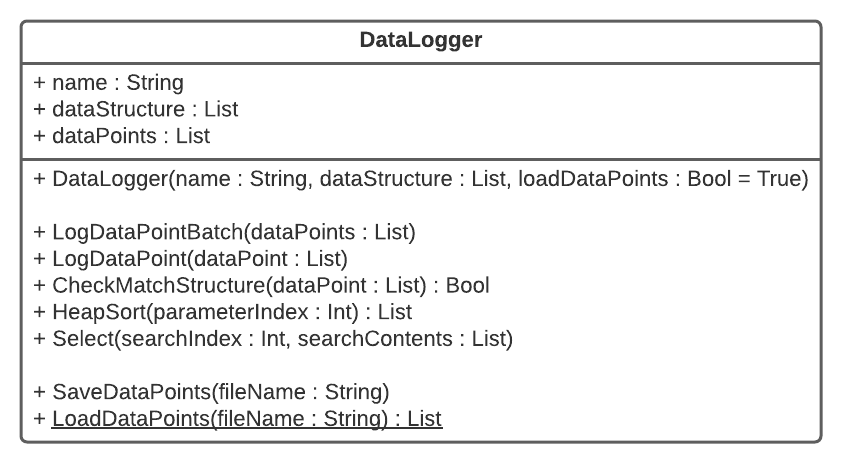 DataLogger
+ name : String
+ dataStructure : List
+ dataPoints : List
+ DataLogger(name : String, dataStructure : List, loadDataPoints : Bool = True)
+ LogDataPointBatch(dataPoints : List)
+ LogDataPoint(dataPoint : List)
+ CheckMatchStructure(dataPoint : List) : Bool
+ HeapSort(parameterIndex : Int) : List
+ Select(searchIndex : Int, searchContents : List)
+ SaveDataPoints(fileName : String)
+ LoadDataPoints(fileName : String) : List